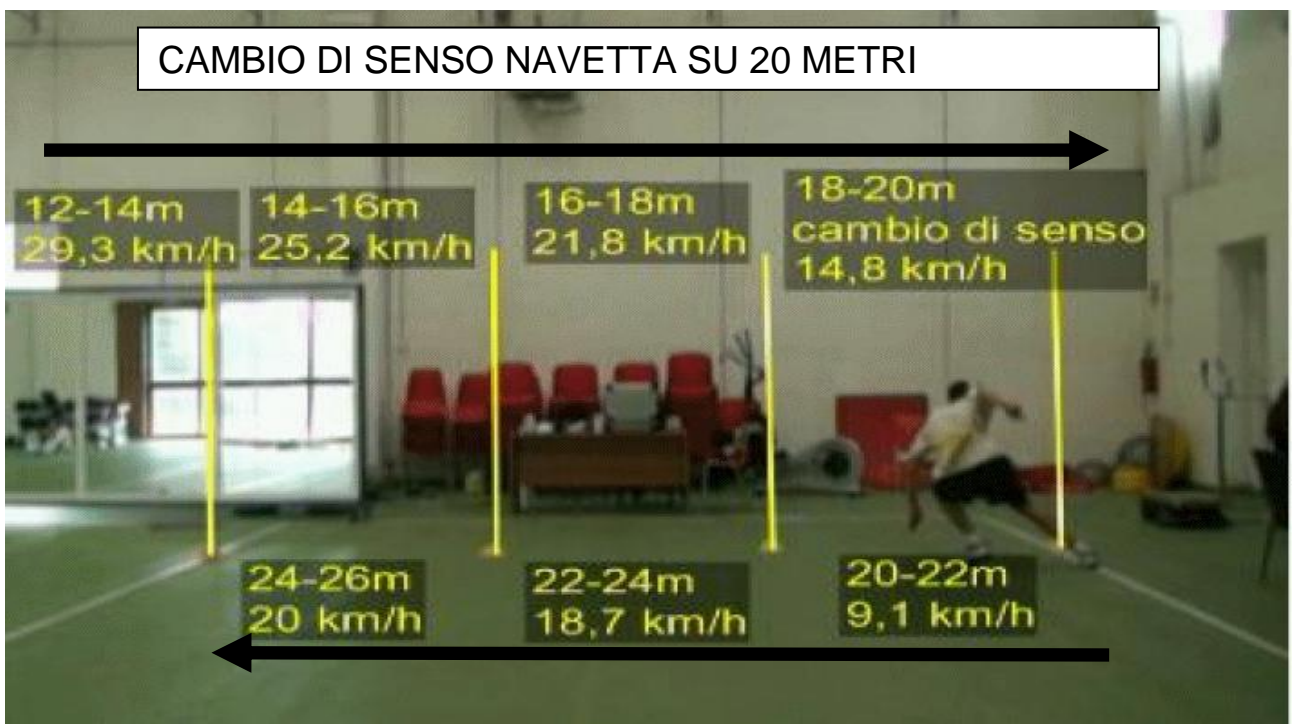 CAMBIO DI SENSO NAVETTA SU 20 METRI
12-14m
29,3 km/h
14-16m
25,2 km/h
16-18m
21,8 km/h
18-20m
cambio di senso
14,8 km/h
24-26m
20 km/h
22-24m
18,7 km/h
20-22m
9,1 km/h